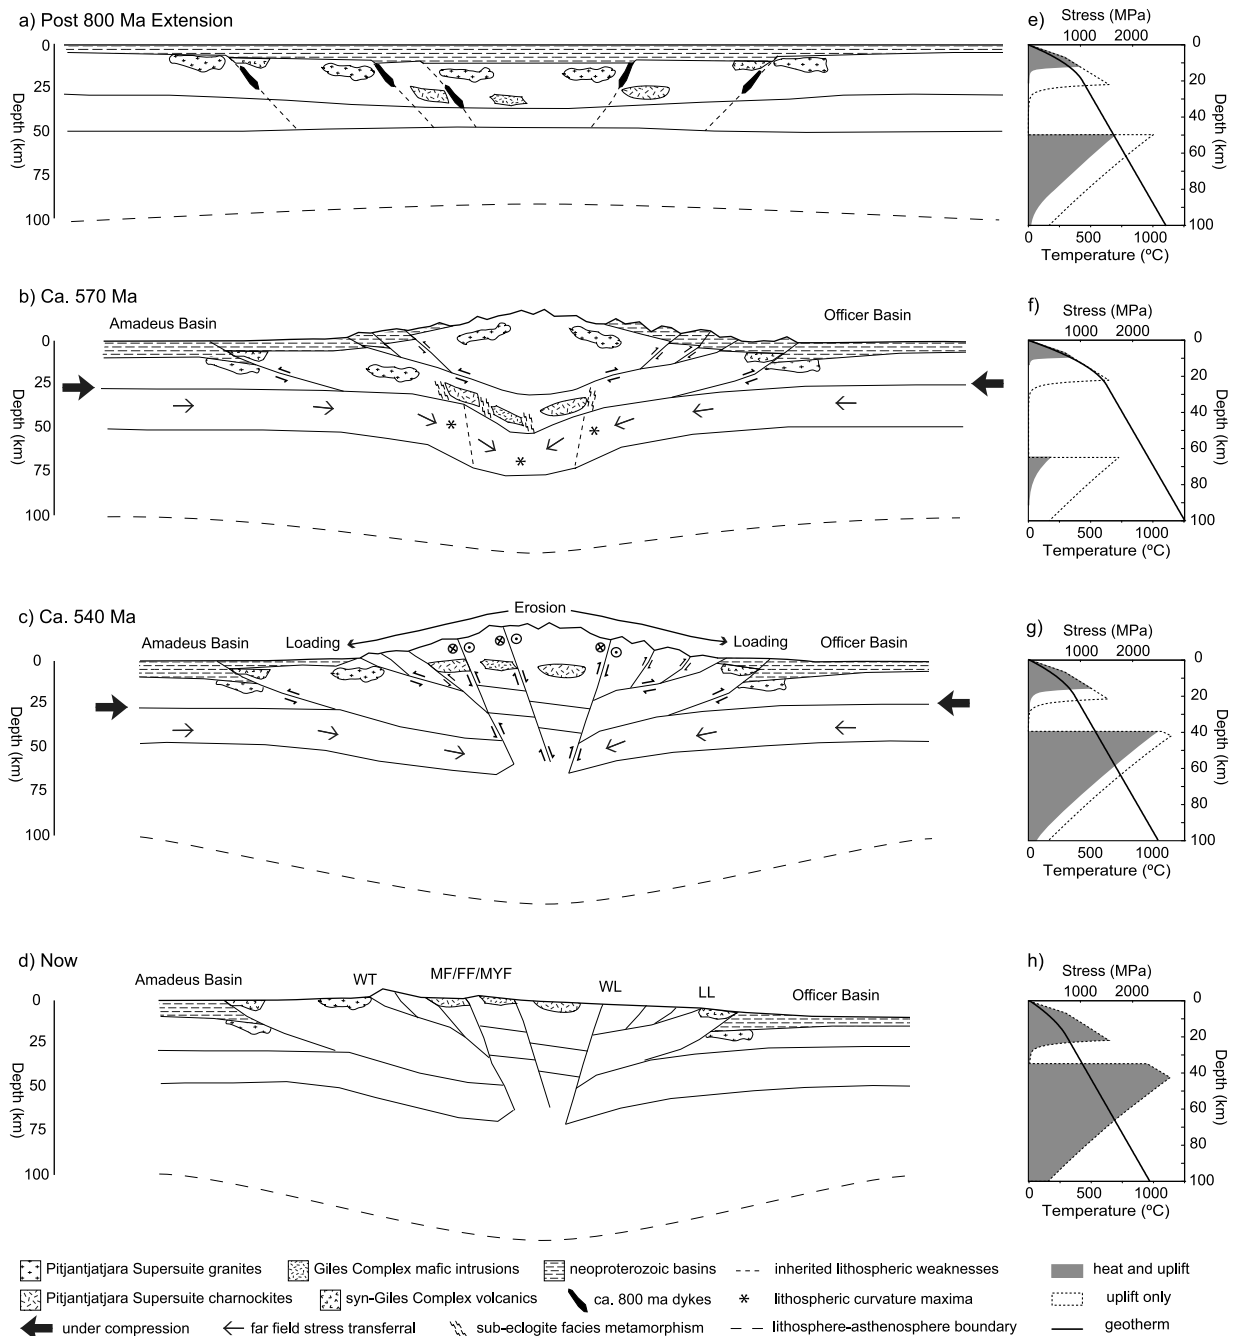 a) Post 800 Ma Extension
0
25
50
75
100
Depth (km)
e)
Stress (MPa)
1000 2000
0
20
40
60
80
100
Depth (km)
0 500 1000
Temperature (ºC)
b) Ca. 570 Ma
Amadeus Basin
Officer Basin
0
25
50
75
100
Depth (km)
f)
Stress (MPa)
1000 2000
0
20
40
60
80
100
Depth (km)
0 500 1000
Temperature (ºC)
c) Ca. 540 Ma
Erosion
Amadeus Basin Loading Loading Officer Basin
0
25
50
75
100
Depth (km)
g)
Stress (MPa)
1000 2000
0
20
40
60
80
100
Depth (km)
0 500 1000
Temperature (ºC)
d) Now
Amadeus Basin WT MF/FF/MYF WL LL Officer Basin
0
25
50
75
100
Depth (km)
h)
Stress (MPa)
1000 2000
0
20
40
60
80
100
Depth (km)
0 500 1000
Temperature (ºC)
Pitjantjatjara Supersuite granites Giles Complex mafic intrusions neoproterozoic basins inherited lithospheric weaknesses heat and uplift
Pitjantjatjara Supersuite charnockites syn-Giles Complex volcanics ca. 800 ma dykes lithospheric curvature maxima uplift only
under compression far field stress transferral sub-eclogite facies metamorphism lithosphere-asthenosphere boundary geotherm